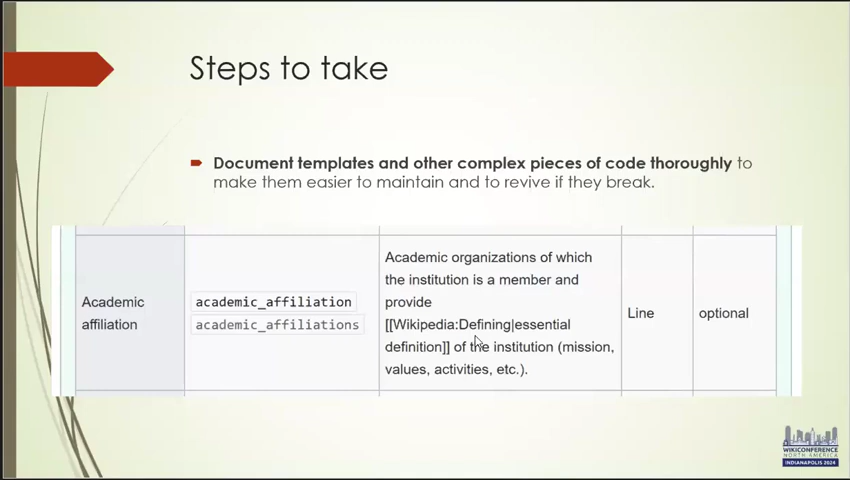 Steps to take
Document templates and other complex pieces of code thoroughly to
make them easier to maintain and to revive if they break.
Academic
affiliation
academic_affiliation
academic_affiliations
Academic organizations of which
the institution is a member and
provide
[[Wikipedia:Defining|essential
definition]] of the institution (mission,
values, activities, etc.).
Line
optional
WIKICONFERENCE
NORTH AMERICA
INDIANAPOLIS 2024